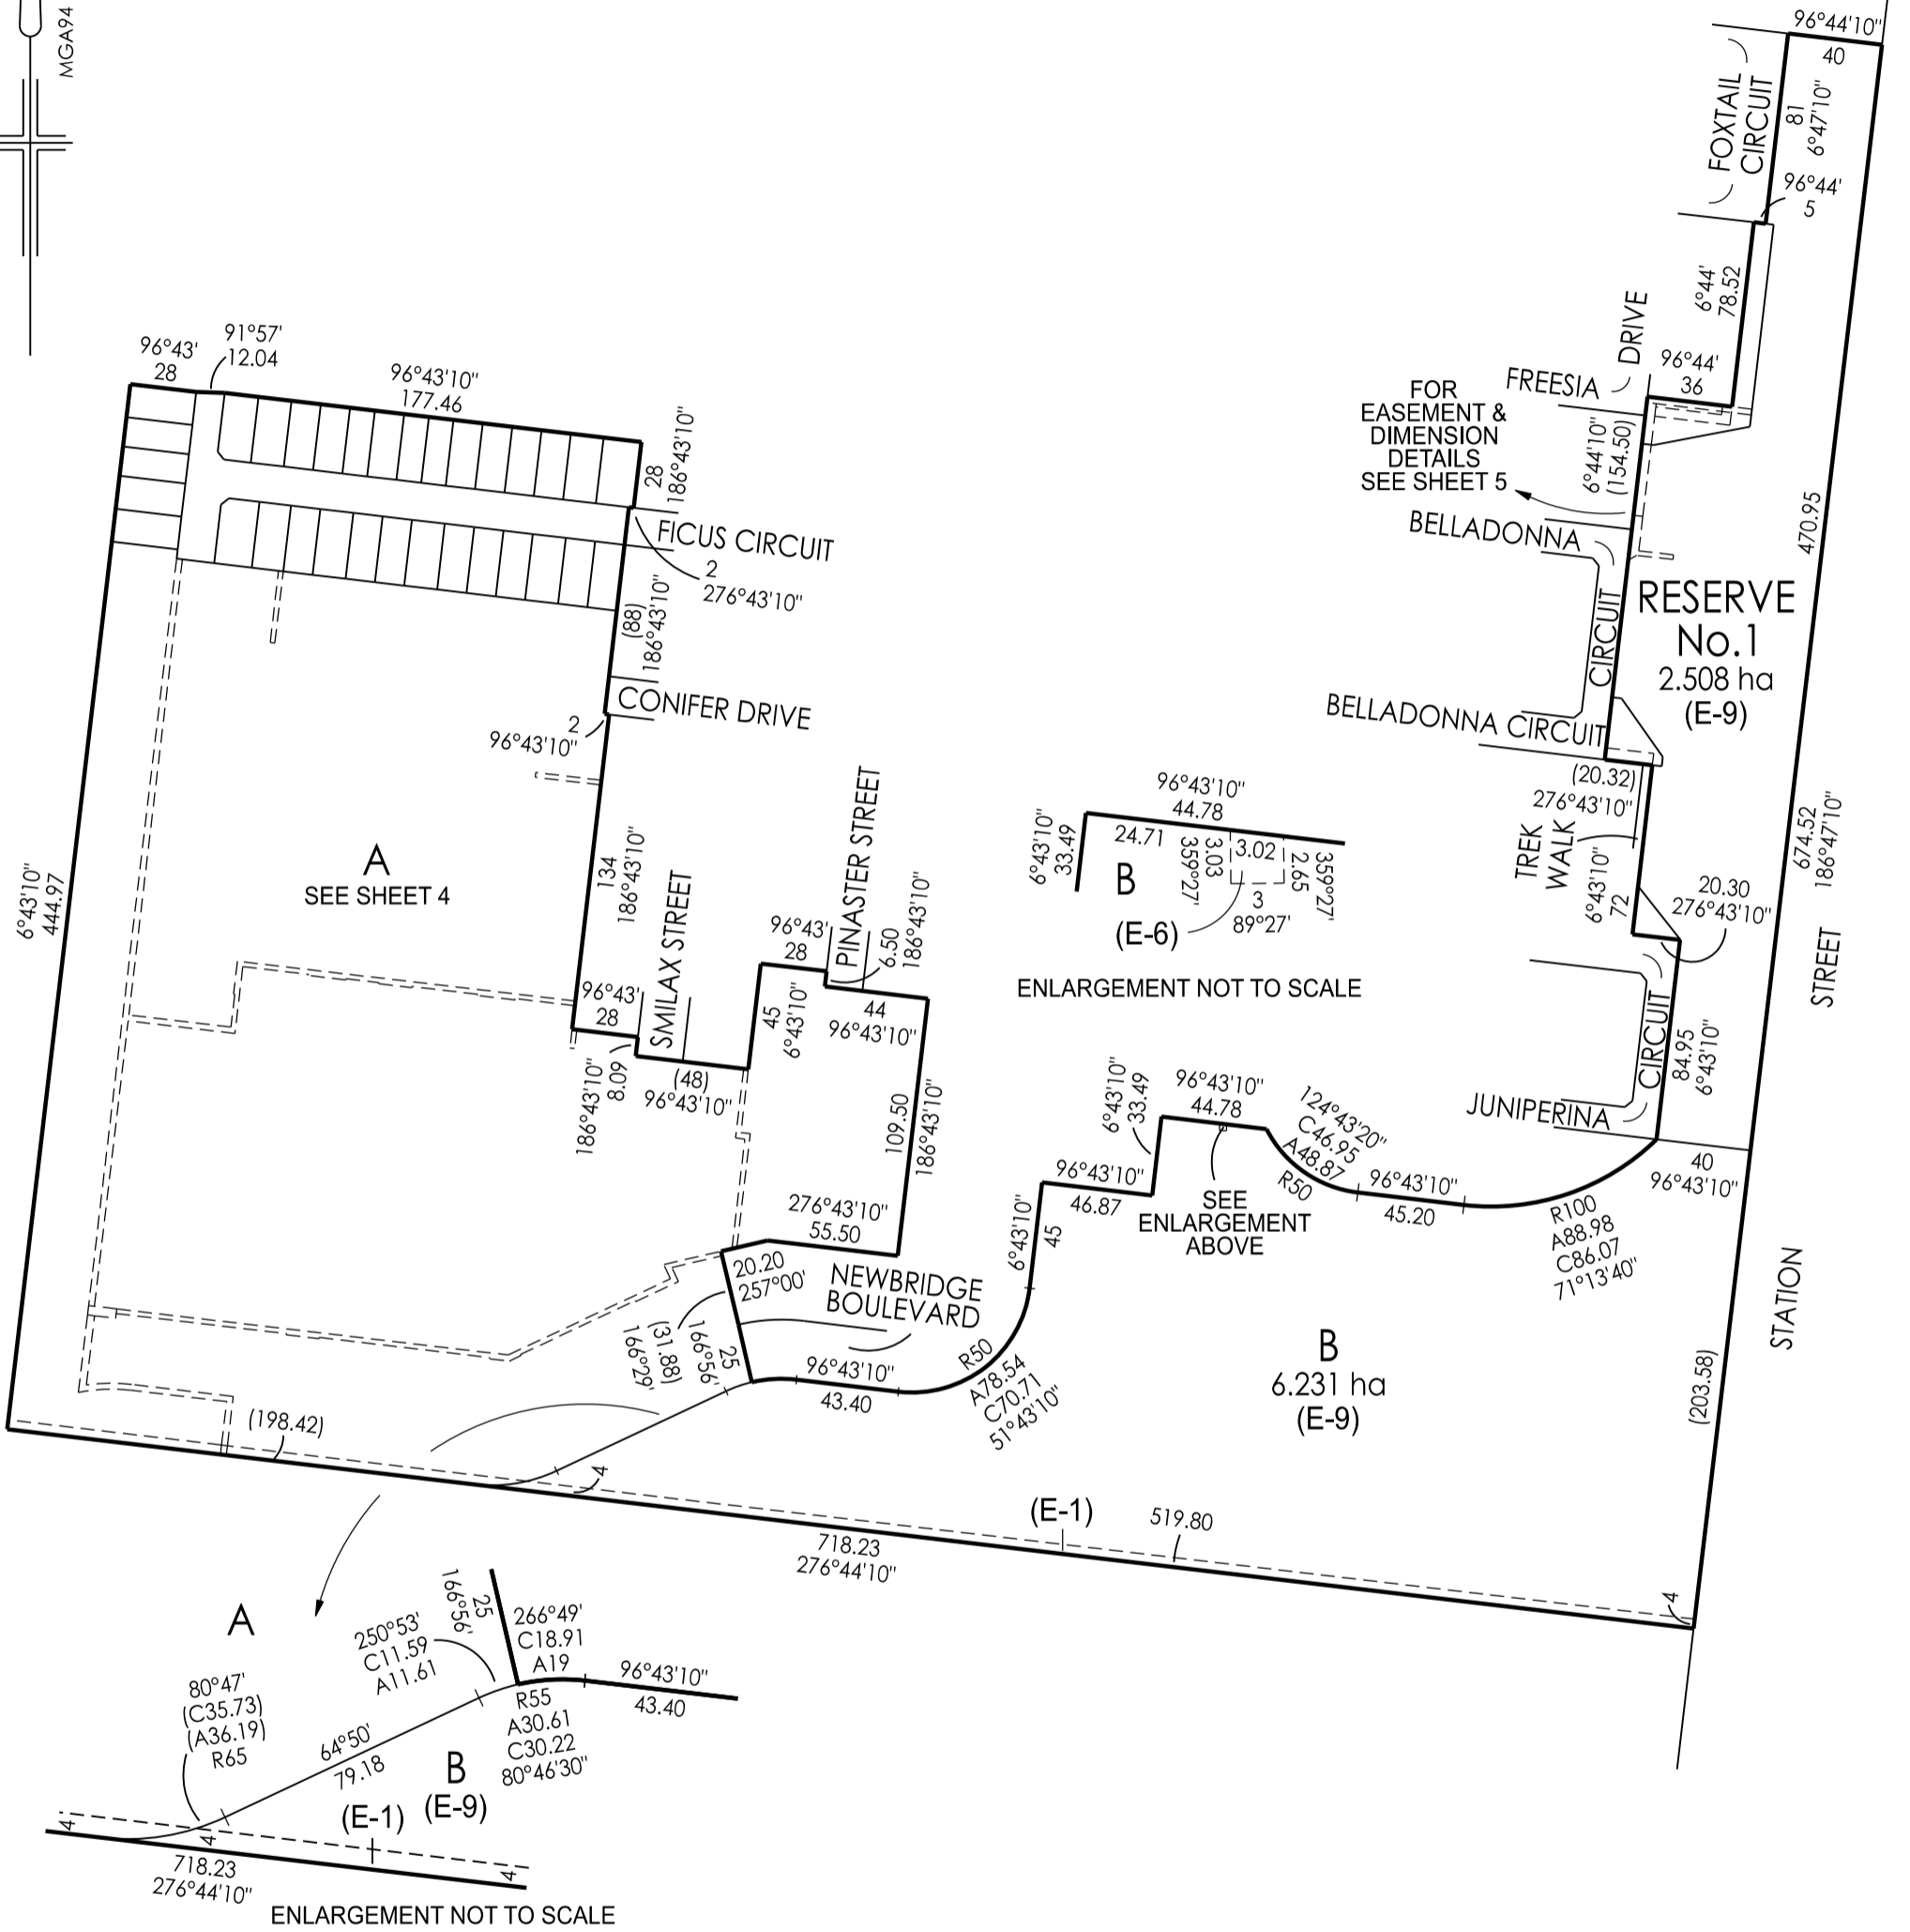 MGA94
96°44'10"
40
FOXTAIL
CIRCUIT
81
6°47'10"
96°44'
5
6°44'
78.52
DRIVE
FREESIA
96°44'
36
FOR
EASEMENT &
DIMENSION
DETAILS
SEE SHEET 5
6°44'10"
(154.50)
470.95
BELLADONNA
CIRCUIT
RESERVE
No.1
2.508 ha
(E-9)
BELLADONNA CIRCUIT
(20.32)
276°43'10"
TREK
WALK
6°43'10"
72
674.52
186°47'10"
20.30
276°43'10"
STREET
STATION
CIRCUIT
84.95
6°43'10"
JUNIPERINA
40
96°43'10"
96°43'
28
91°57'
12.04
96°43'10"
177.46
28
186°43'10"
FICUS CIRCUIT
2
276°43'10"
(88)
186°43'10"
CONIFER DRIVE
2
96°43'10"
A
SEE SHEET 4
134
186°43'10"
6°43'10"
444.97
SMILAX STREET
96°43'
28
186°43'10"
8.09
(48)
96°43'10"
PINASTER STREET
96°43'
28
6.50
186°43'10"
45
6°43'10"
44
96°43'10"
109.50
186°43'10"
276°43'10"
55.50
20.20
257°00'
NEWBRIDGE
BOULEVARD
166°29'
(31.88)
166°56'
25
96°43'10"
43.40
R50
A78.54
C70.71
51°43'10"
96°43'10"
44.78
6°43'10"
33.49
24.71
359°27'
3.03
3.02
2.65
359°27'
B
3
89°27'
(E-6)
ENLARGEMENT NOT TO SCALE
6°43'10"
33.49
96°43'10"
44.78
124°43'20"
C46.95
A48.87
R50
96°43'10"
45.20
96°43'10"
46.87
6°43'10"
45
SEE
ENLARGEMENT
ABOVE
R100
A88.98
C86.07
71°13'40"
B
6.231 ha
(E-9)
(203.58)
(198.42)
4
(E-1)
519.80
718.23
276°44'10"
4
A
166°56'
25
266°49'
C18.91
A19
250°53'
C11.59
A11.61
96°43'10"
43.40
80°47'
(C35.73)
(A36.19)
R65
R55
A30.61
C30.22
80°46'30"
64°50'
79.18
B
(E-9)
(E-1)
4
4
4
718.23
276°44'10"
ENLARGEMENT NOT TO SCALE